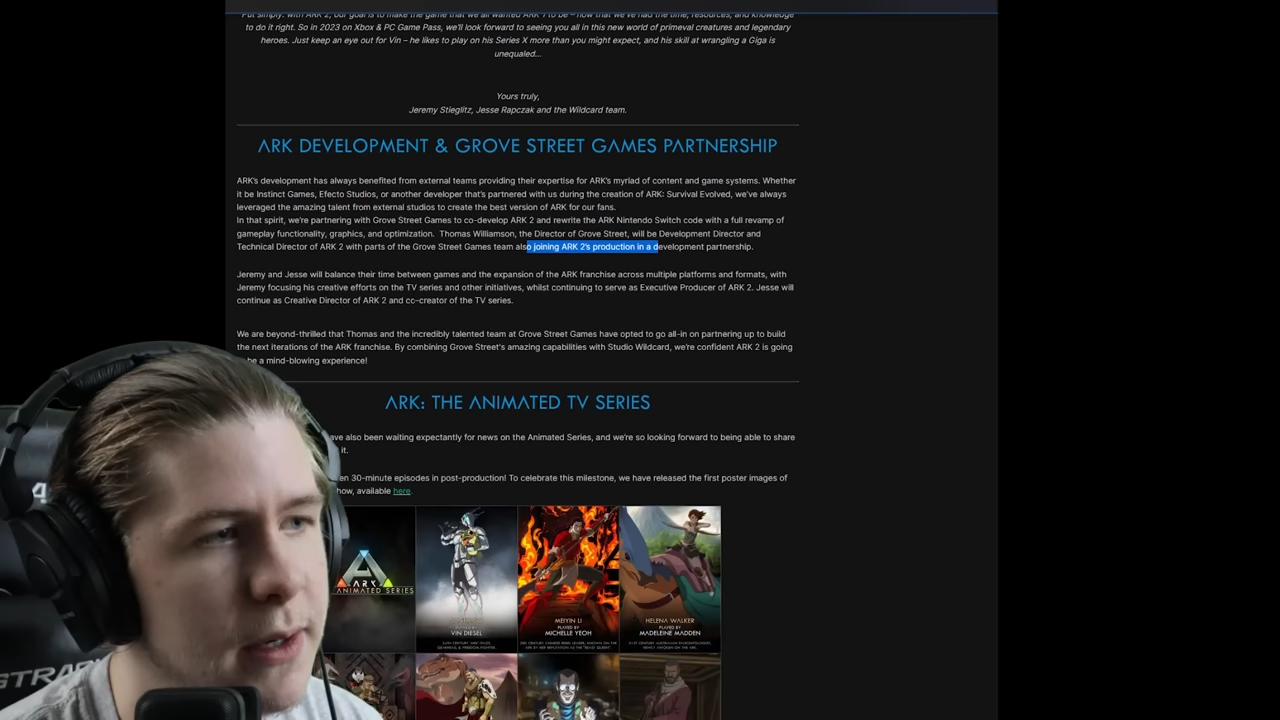 Put simply: with ARK 2, our goal is to make the game that we all wanted ARK 1 to be – now that we've had the time, resources, and knowledge
to do it right. So in 2023 on Xbox & PC Game Pass, we'll look forward to seeing you all in this new world of primeval creatures and legendary
heroes. Just keep an eye out for Vin – he likes to play on his Series X more than you might expect, and his skill at wrangling a Giga is
unequaled...
Yours truly,
Jeremy Stieglitz, Jesse Rapczak and the Wildcard team.
ARK DEVELOPMENT & GROVE STREET GAMES PARTNERSHIP
ARK's development has always benefited from external teams providing their expertise for ARK's myriad of content and game systems. Whether
it be Instinct Games, Efecto Studios, or another developer that's partnered with us during the creation of ARK: Survival Evolved, we've always
leveraged the amazing talent from external studios to create the best version of ARK for our fans.
In that spirit, we're partnering with Grove Street Games to co-develop ARK 2 and rewrite the ARK Nintendo Switch code with a full revamp of
gameplay functionality, graphics, and optimization. Thomas Williamson, the Director of Grove Street, will be Development Director and
Technical Director of ARK 2 with parts of the Grove Street Games team also joining ARK 2's production in a development partnership.
Jeremy and Jesse will balance their time between games and the expansion of the ARK franchise across multiple platforms and formats, with
Jeremy focusing his creative efforts on the TV series and other initiatives, whilst continuing to serve as Executive Producer of ARK 2. Jesse will
continue as Creative Director of ARK 2 and co-creator of the TV series.
We are beyond-thrilled that Thomas and the incredibly talented team at Grove Street Games have opted to go all-in on partnering up to build
the next iterations of the ARK franchise. By combining Grove Street's amazing capabilities with Studio Wildcard, we're confident ARK 2 is going
be a mind-blowing experience!
ARK: THE ANIMATED TV SERIES
ave also been waiting expectantly for news on the Animated Series, and we're so looking forward to being able to share
it.
en 30-minute episodes in post-production! To celebrate this milestone, we have released the first poster images of
how, available here.
ARK
ANIMATED SERIES
VIN DIESEL
MEIYIN LI
PLAYED BY
MICHELLE YEOH
HELENA WALKER
PLAYED BY
MADELEINE MADDEN